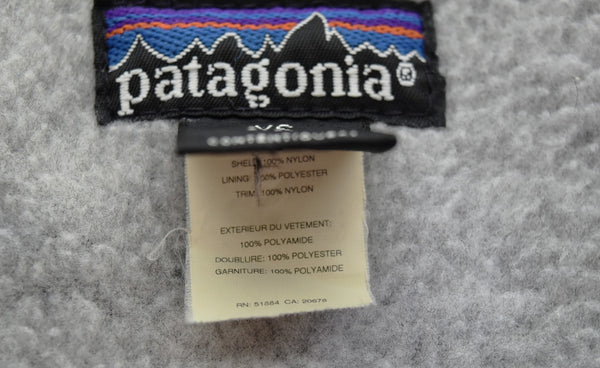 patagonia®
SHELL: 100% NYLON
LINING: 100% POLYESTER
TRIM: 100% NYLON
EXTERIEUR DU VETEMENT:
100% POLYAMIDE
DOUBLURE: 100% POLYESTER
GARNITURE: 100% POLYAMIDE
RN: 51884 CA: 20678